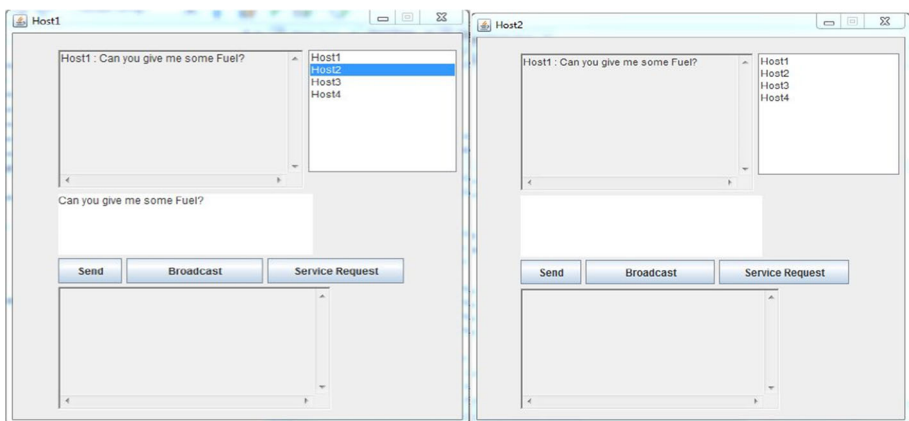 Host1
Host1 : Can you give me some Fuel?
Host1
Host2
Host3
Host4
Can you give me some Fuel?
Send Broadcast Service Request
Host2
Host1 : Can you give me some Fuel?
Host1
Host2
Host3
Host4
Send Broadcast Service Request